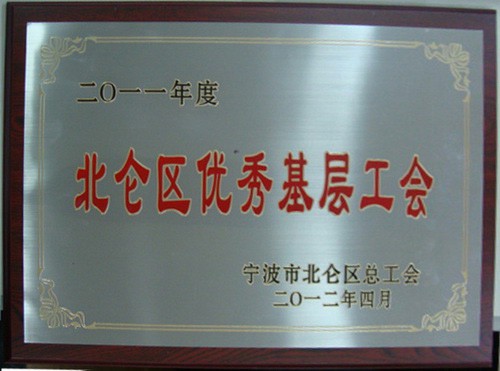 二〇一一年度
北仑区优秀基层工会
宁波市北仑区总工会
二〇一二年四月